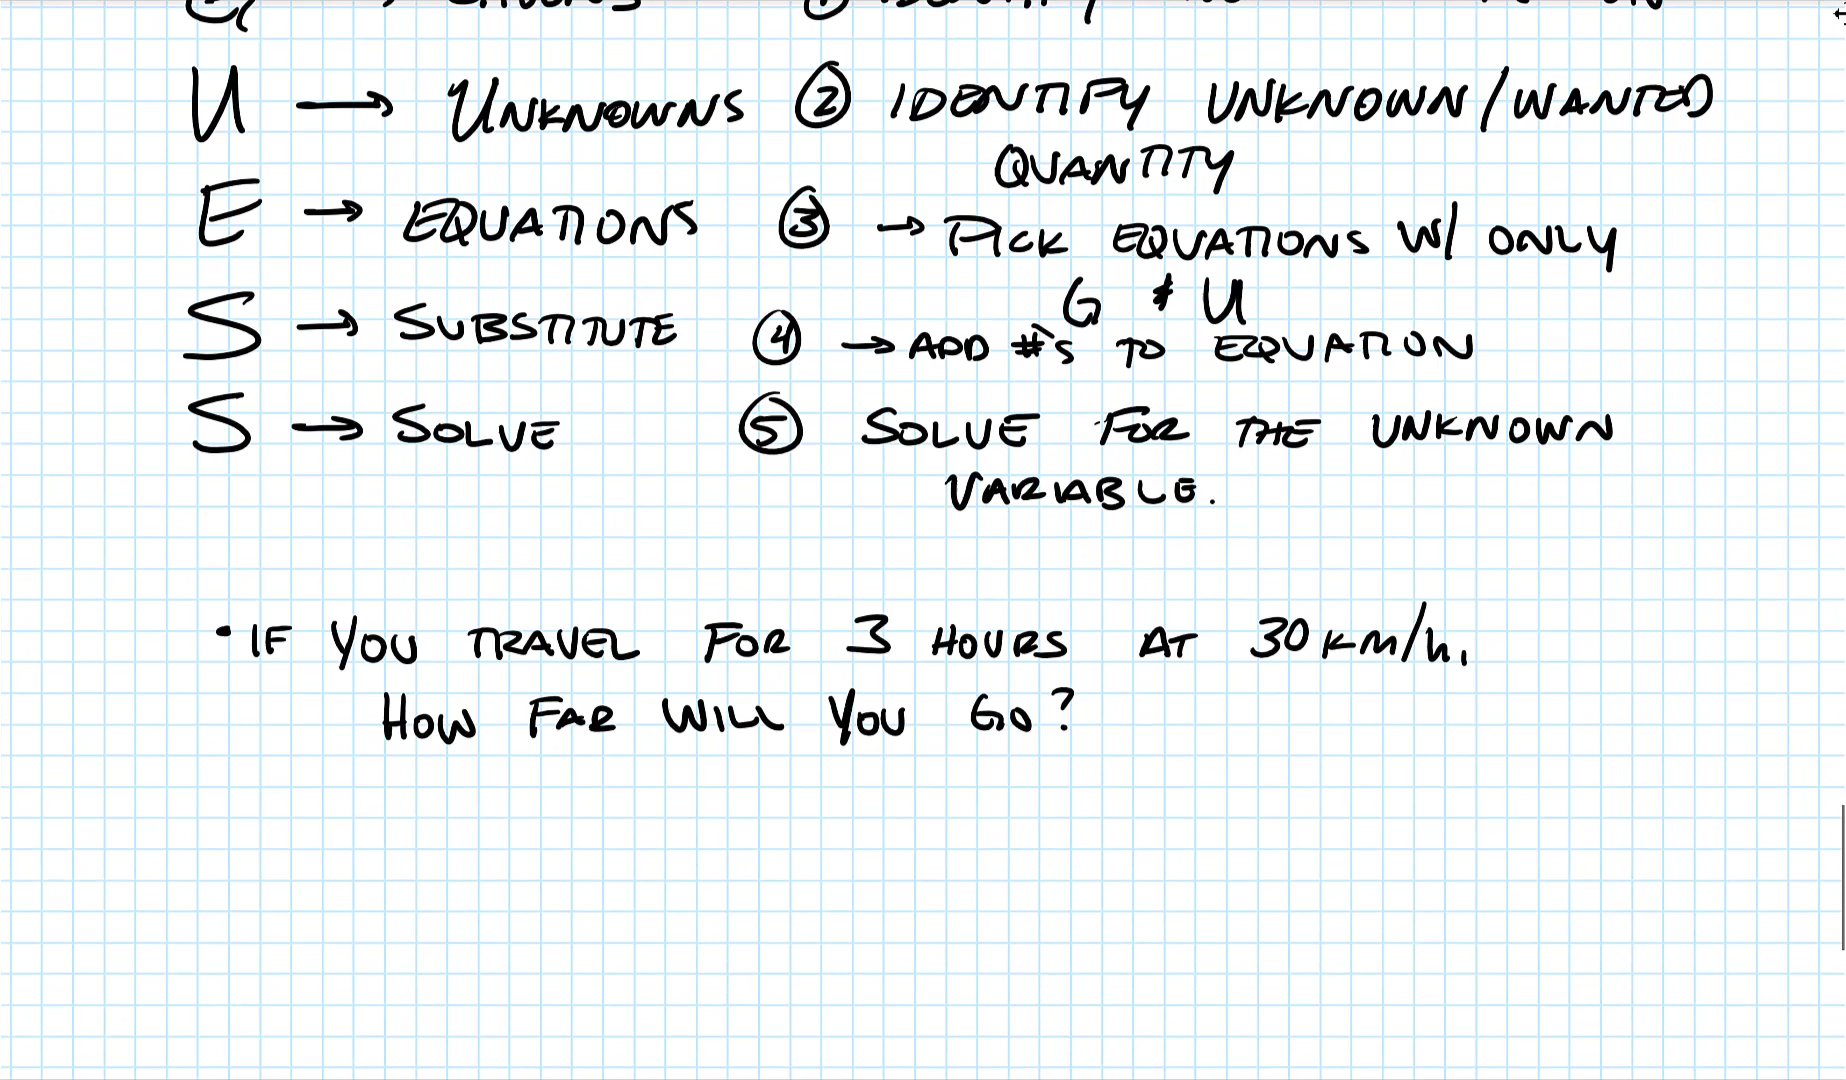 U → UNKNOWNS ② IDENTIFY UNKNOWN/WANTED
QUANTITY
E → EQUATIONS ③ → PICK EQUATIONS W/ ONLY
G & U
S → SUBSTITUTE ④ → ADD #'S TO EQUATION
S → SOLVE ⑤ SOLVE FOR THE UNKNOWN
VARIABLE.
• IF YOU TRAVEL FOR 3 HOURS AT 30 KM/h,
HOW FAR WILL YOU GO?